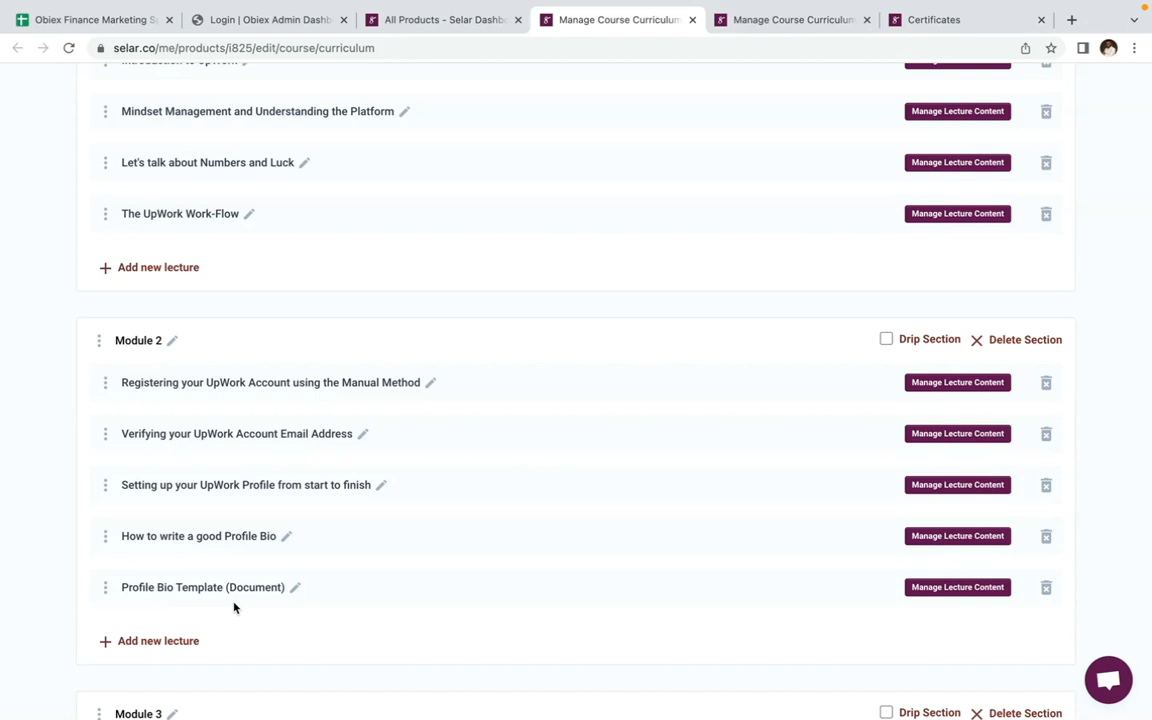 Obiex Finance Marketing S
Login | Obiex Admin Dashb
All Products - Selar Dashbo
Manage Course Curriculum
Manage Course Curriculum
Certificates
selar.co/me/products/i825/edit/course/curriculum
Mindset Management and Understanding the Platform
Manage Lecture Content
Let's talk about Numbers and Luck
Manage Lecture Content
The UpWork Work-Flow
Manage Lecture Content
Add new lecture
Module 2
Drip Section
Delete Section
Registering your UpWork Account using the Manual Method
Manage Lecture Content
Verifying your UpWork Account Email Address
Manage Lecture Content
Setting up your UpWork Profile from start to finish
Manage Lecture Content
How to write a good Profile Bio
Manage Lecture Content
Profile Bio Template (Document)
Manage Lecture Content
Add new lecture
Module 3
Drip Section
Delete Section